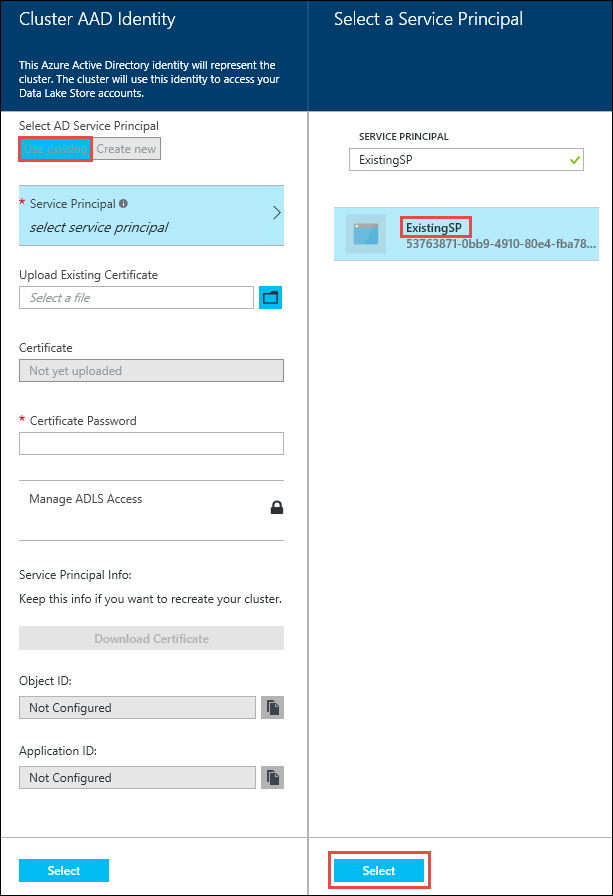 Cluster AAD Identity
This Azure Active Directory identity will represent the
cluster. The cluster will use this identity to access your
Data Lake Store accounts.
Select AD Service Principal
Use existing
Create new
* Service Principal
select service principal
Upload Existing Certificate
Select a file
Certificate
Not yet uploaded
* Certificate Password
Manage ADLS Access
Service Principal Info:
Keep this info if you want to recreate your cluster.
Download Certificate
Object ID:
Not Configured
Application ID:
Not Configured
Select
Select a Service Principal
SERVICE PRINCIPAL
ExistingSP
ExistingSP
53763871-0bb9-4910-80e4-fba78...
Select